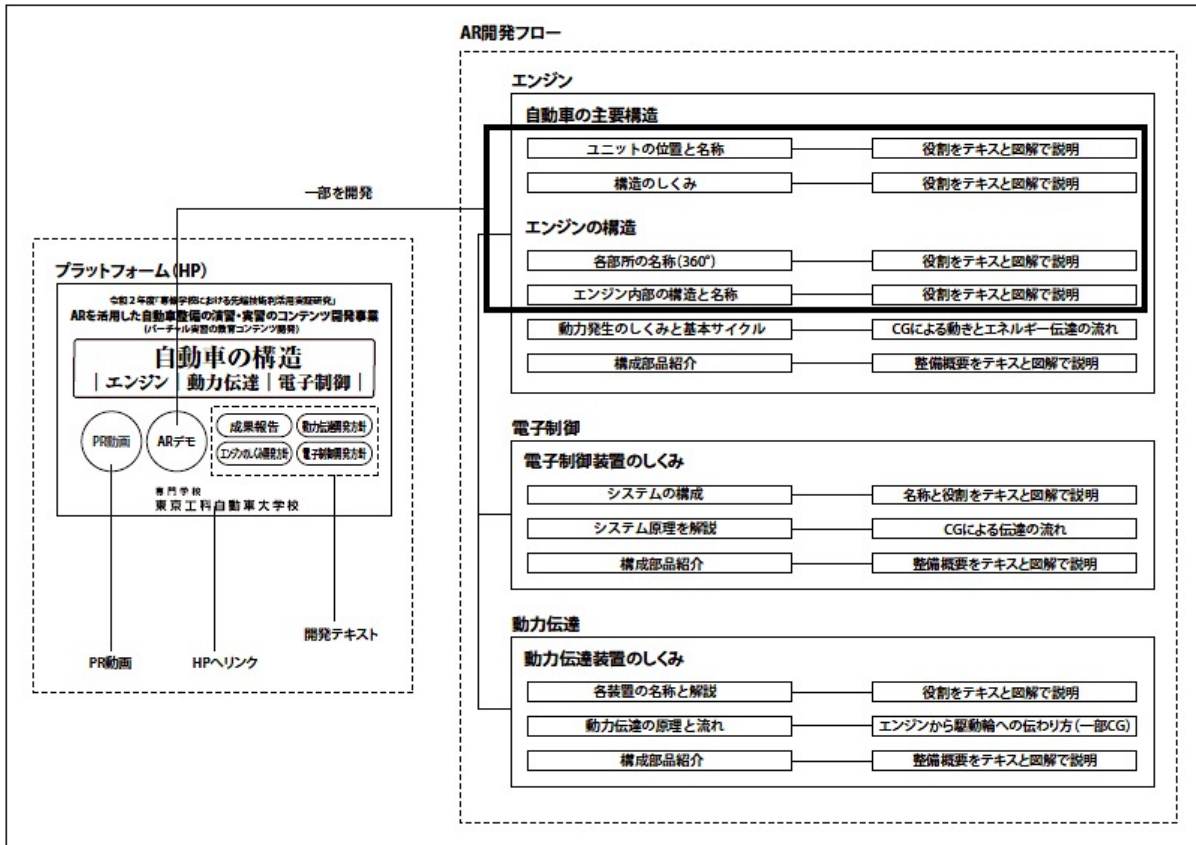 AR開発フロー
エンジン
自動車の主要構造
ユニットの位置と名称
役割をテキスと図解で説明
構造のしくみ
役割をテキスと図解で説明
エンジンの構造
各部所の名称(360°)
役割をテキスと図解で説明
エンジン内部の構造と名称
役割をテキスと図解で説明
動力発生のしくみと基本サイクル
CGによる動きとエネルギー伝達の流れ
構成部品紹介
整備概要をテキスと図解で説明
電子制御
電子制御装置のしくみ
システムの構成
名称と役割をテキスと図解で説明
システム原理を解説
CGによる伝達の流れ
構成部品紹介
整備概要をテキスと図解で説明
動力伝達
動力伝達装置のしくみ
各装置の名称と解説
役割をテキスと図解で説明
動力伝達の原理と流れ
エンジンから駆動輪への伝わり方(一部CG)
構成部品紹介
整備概要をテキスと図解で説明
一部を開発
プラットフォーム(HP)
令和2年度「専修学校における先端技術利活用実証研究」
ARを活用した自動車整備の演習・実習のコンテンツ開発事業
(バーチャル実習の教育コンテンツ開発)
自動車の構造
|エンジン|動力伝達|電子制御|
PR動画
ARデモ
成果報告
動力伝達開発方針
エンジンのしくみ開発方針
電子制御開発方針
専門学校
東京工科自動車大学校
開発テキスト
PR動画
HPへリンク